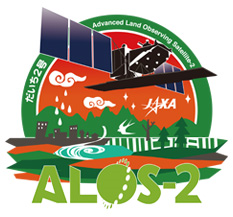 Advanced Land Observing Satellite-2
だいち2号
JAXA
ALOS-2